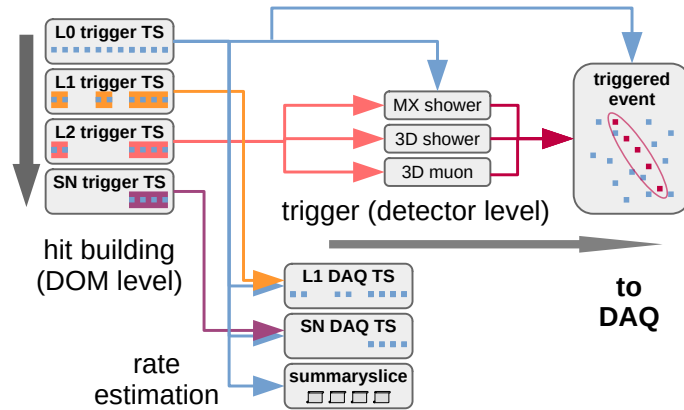 L0 trigger TS
L1 trigger TS
L2 trigger TS
SN trigger TS
hit building
(DOM level)
MX shower
3D shower
3D muon
trigger (detector level)
triggered
event
to
DAQ
L1 DAQ TS
SN DAQ TS
summaryslice
rate
estimation